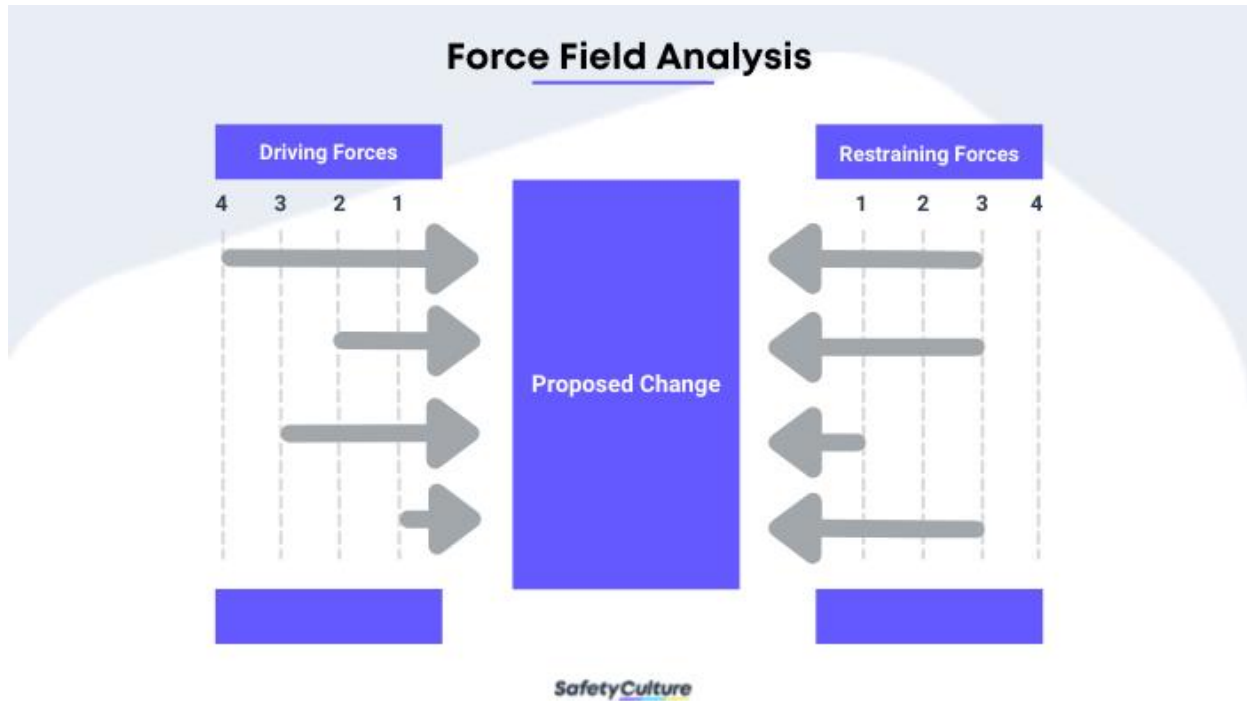 Force Field Analysis
Driving Forces
Restraining Forces
4 3 2 1
1 2 3 4
Proposed Change
SafetyCulture